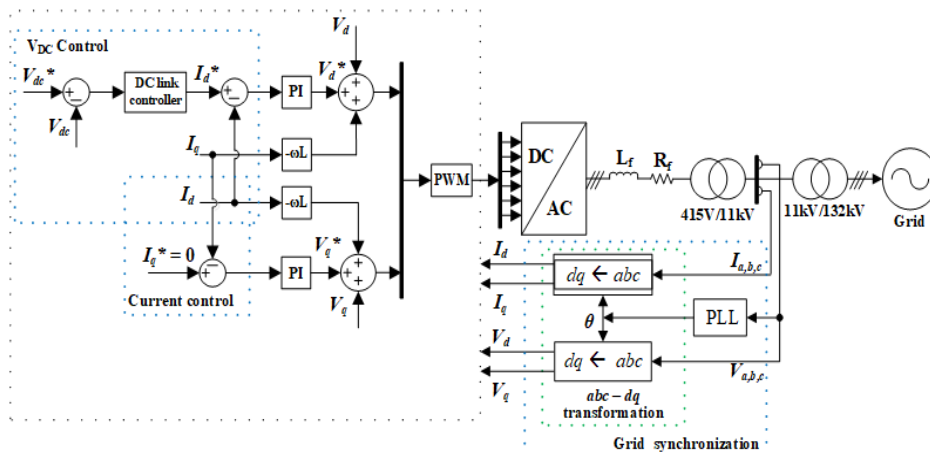 V_DC Control
V_dc*
V_dc
DC link
controller
I_d*
PI
V_d*
V_d
I_q
-ωL
I_d
-ωL
V_q*
I_q* = 0
PI
V_q
Current control
PWM
DC
AC
L_f
R_f
415V/11kV
11kV/132kV
Grid
I_d
I_q
V_d
V_q
dq ← abc
θ
dq ← abc
I_a,b,c
PLL
V_a,b,c
abc – dq
transformation
Grid synchronization